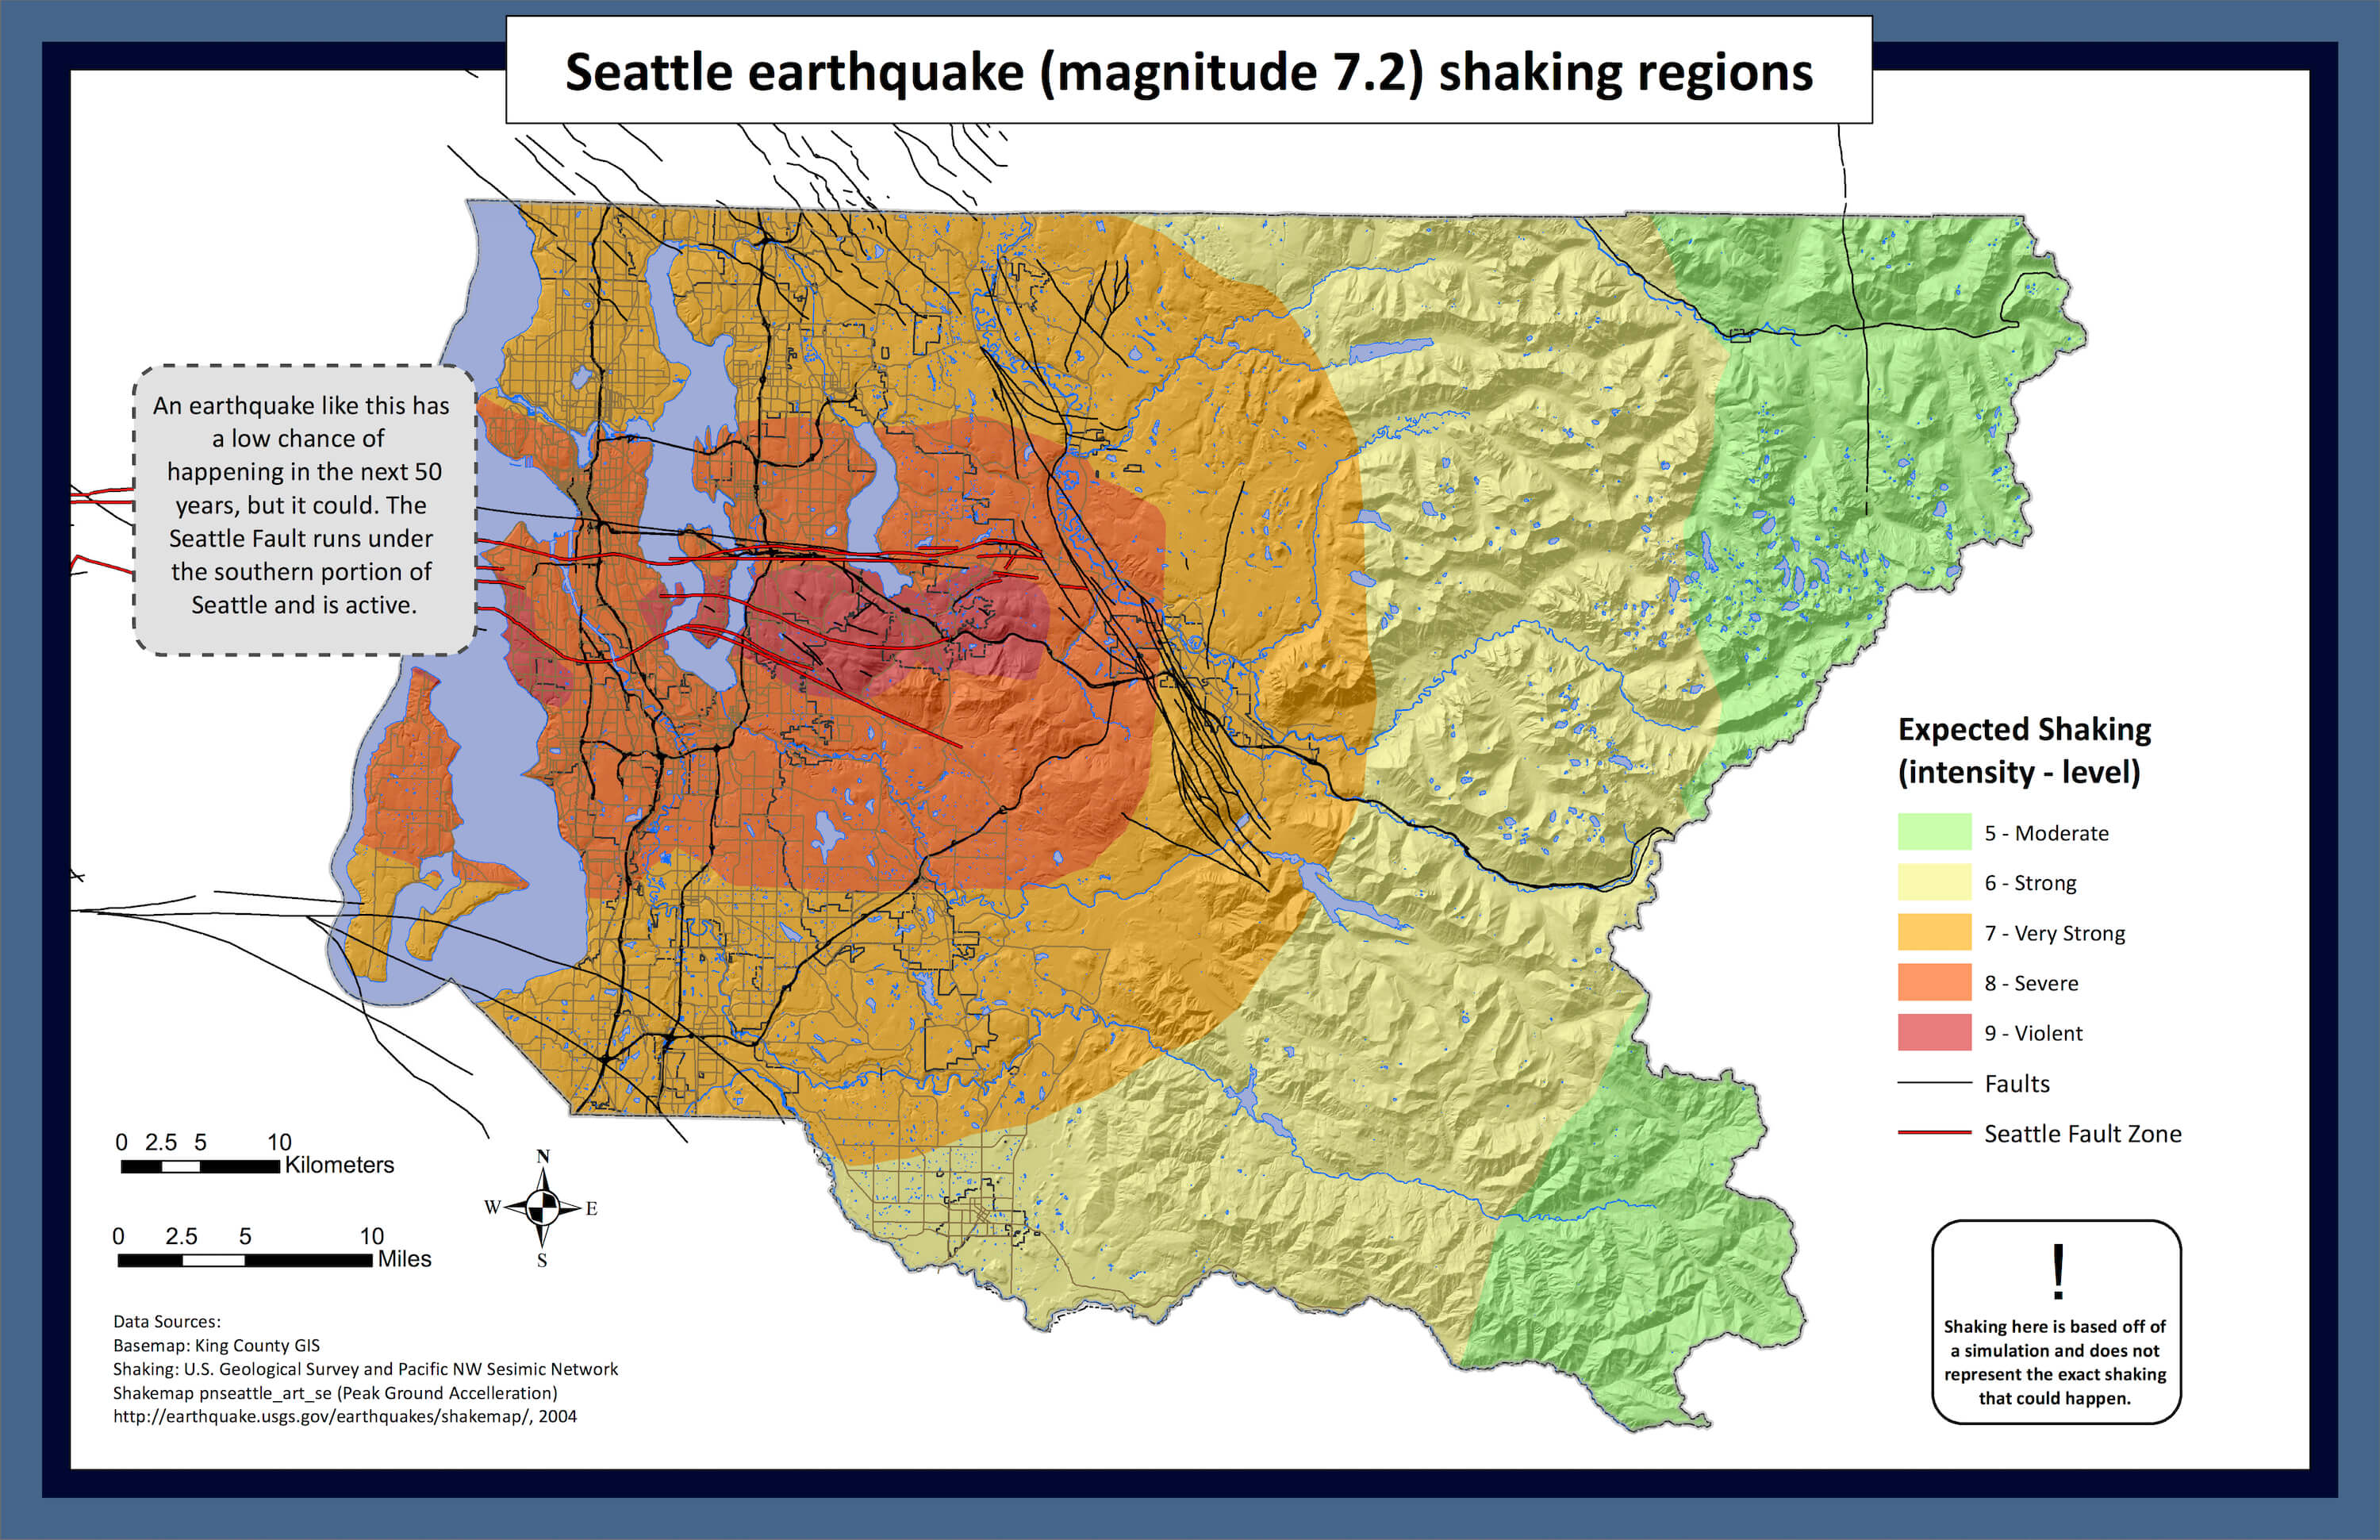 Seattle earthquake (magnitude 7.2) shaking regions
An earthquake like this has
a low chance of
happening in the next 50
years, but it could. The
Seattle Fault runs under
the southern portion of
Seattle and is active.
Expected Shaking
(intensity - level)
5 - Moderate
6 - Strong
7 - Very Strong
8 - Severe
9 - Violent
Faults
Seattle Fault Zone
0 2.5 5 10
Kilometers
0 2.5 5 10
Miles
N
W E
S
Data Sources:
Basemap: King County GIS
Shaking: U.S. Geological Survey and Pacific NW Sesimic Network
Shakemap pnseattle_art_se (Peak Ground Accelleration)
http://earthquake.usgs.gov/earthquakes/shakemap/, 2004
!
Shaking here is based off of
a simulation and does not
represent the exact shaking
that could happen.